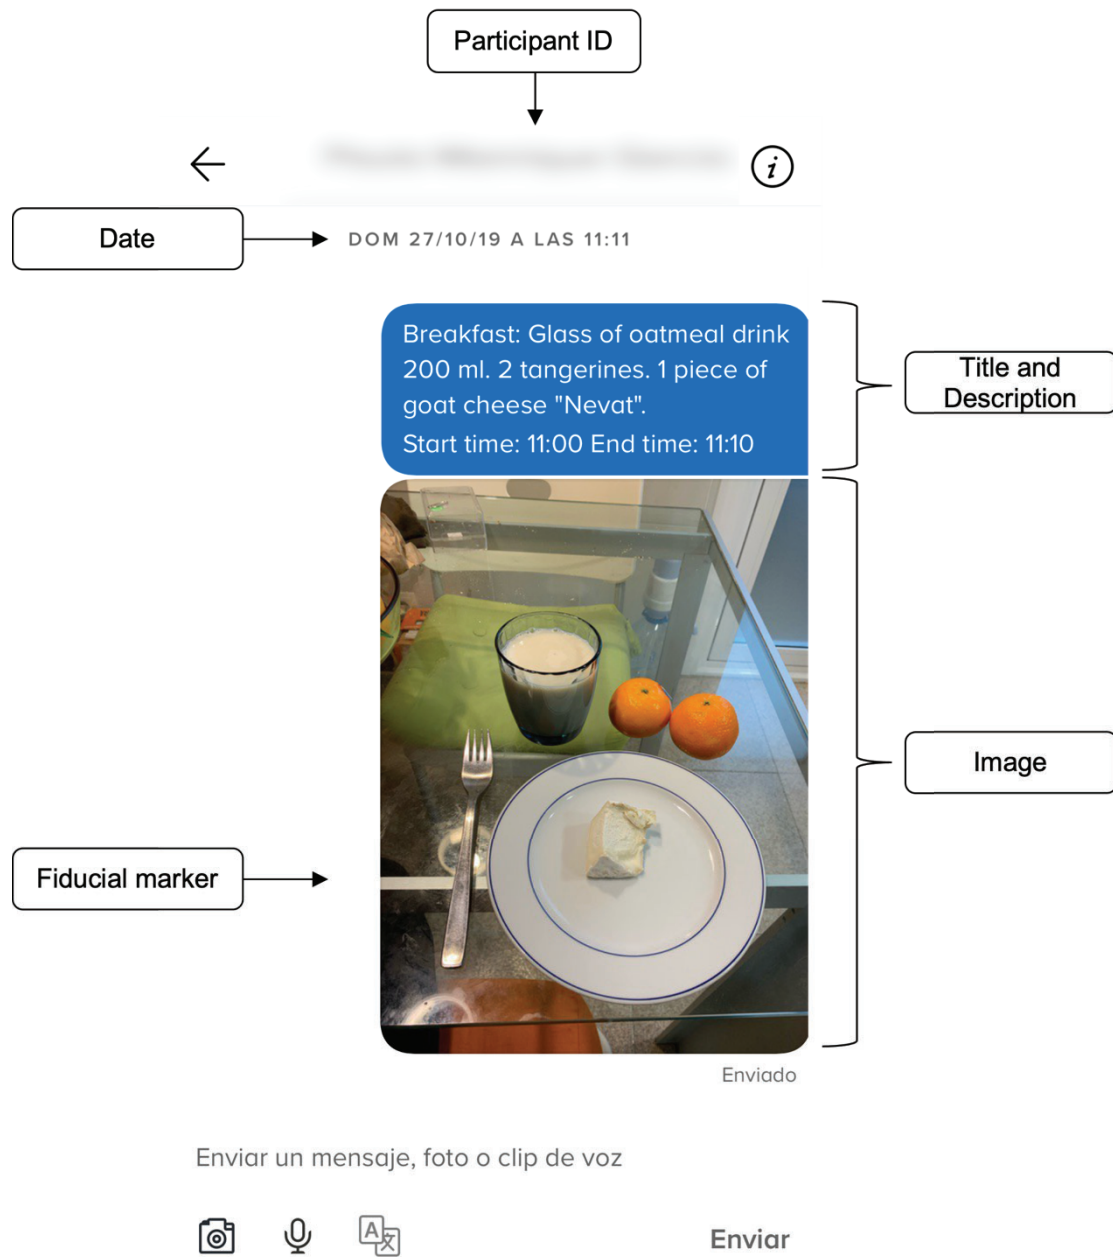 Participant ID
Date
DOM 27/10/19 A LAS 11:11
Breakfast: Glass of oatmeal drink
200 ml. 2 tangerines. 1 piece of
goat cheese "Nevat".
Start time: 11:00 End time: 11:10
Title and
Description
Image
Fiducial marker
Enviado
Enviar un mensaje, foto o clip de voz
Enviar